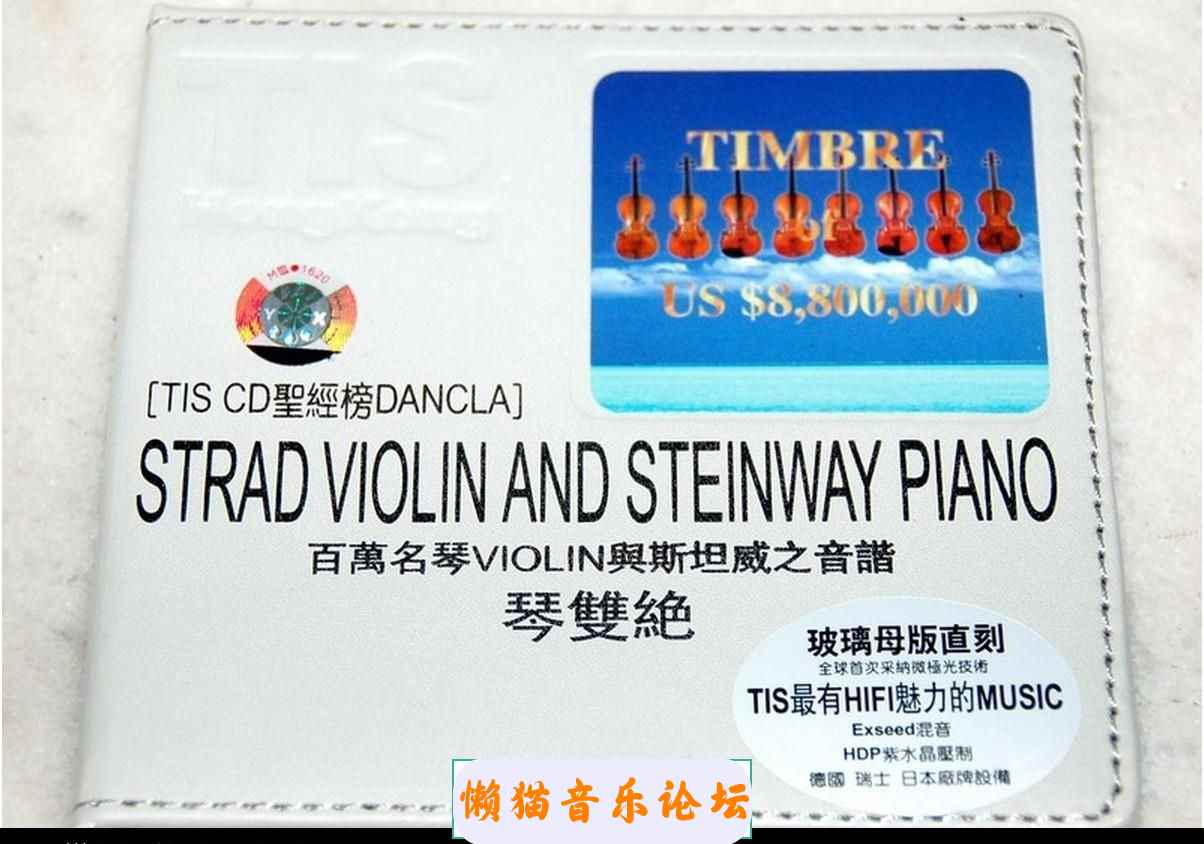 TIS
TIMBRE
of
US $8,800,000
1620
Y X
[TIS CD聖經榜DANCLA]
STRAD VIOLIN AND STEINWAY PIANO
百萬名琴VIOLIN與斯坦威之音諧
琴雙絶
玻璃母版直刻
全球首次采納微極光技術
TIS最有HIFI魅力的MUSIC
Exseed混音
HDP紫水晶壓制
德國 瑞士 日本廠牌設備
懒猫音乐论坛